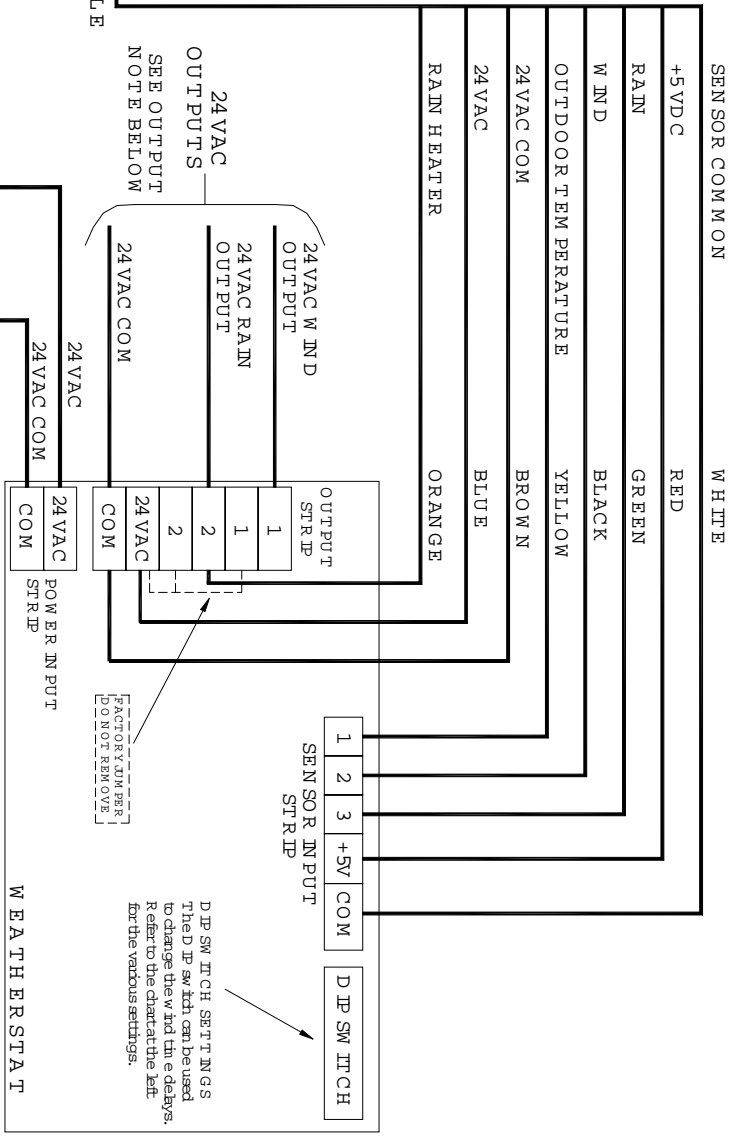 SENSOR COMMON WHITE
+5VDC RED
RAIN GREEN
WIND BLACK
OUTDOOR TEMPERATURE YELLOW
24VAC COM BROWN
24VAC BLUE
RAIN HEATER ORANGE
LE
24VAC
OUTPUTS
SEE OUTPUT
NOTE BELOW
24VAC WIND
OUTPUT
24VAC RAIN
OUTPUT
24VAC COM
24VAC
24VAC COM
OUTPUT
STRIP
1
1
2
2
24VAC
COM
24VAC
COM
POWER INPUT
STRIP
FACTORY JUMPER
DO NOT REMOVE
1 2 3 +5V COM
SENSOR INPUT
STRIP
DIP SWITCH
DIP SWITCH SETTINGS
The DIP switch can be used
to change the wind time delays.
Refer to the chart at the left
for the various settings.
WEATHERSTAT